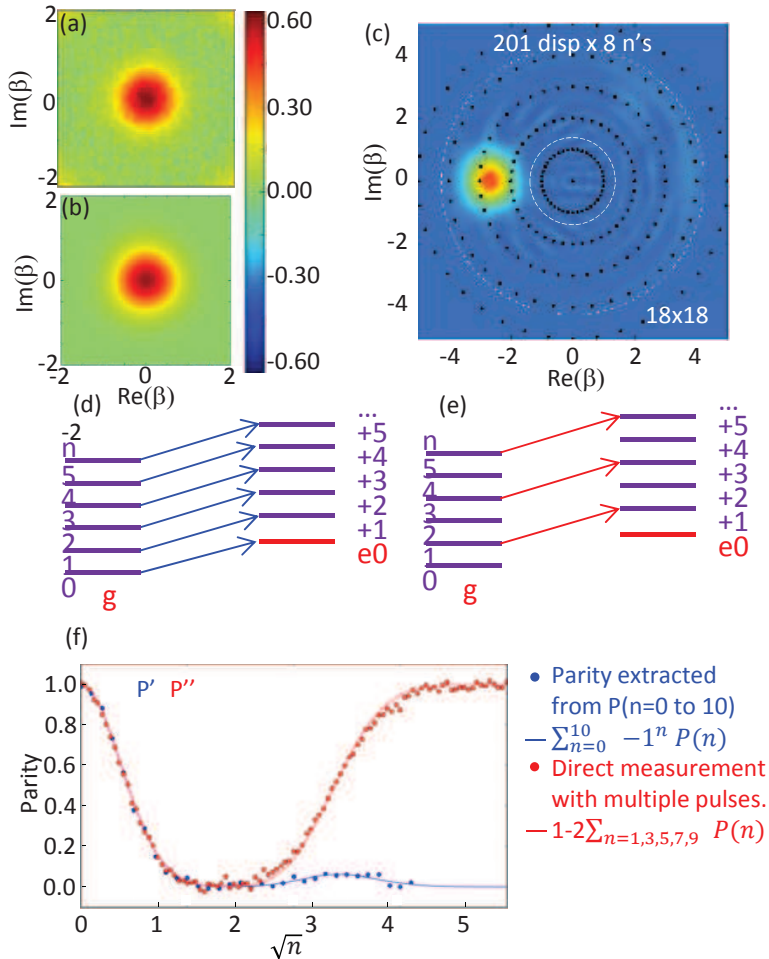 (a)
2
0
-2
Im(β)
(b)
2
0
-2
Im(β)
-2 0 2
Re(β)
0.60
0.30
0.00
-0.30
-0.60
(c)
201 disp x 8 n's
18x18
4
2
0
-2
-4
Im(β)
-4 -2 0 2 4
Re(β)
(d)
-2
n
5
4
3
2
1
0
g
...
+5
+4
+3
+2
+1
e0
(e)
n
5
4
3
2
1
0
g
...
+5
+4
+3
+2
+1
e0
(f)
P' P''
1.0
0.8
0.6
0.4
0.2
0.0
Parity
0 1 2 3 4 5
√n
Parity extracted
from P(n=0 to 10)
∑_{n=0}^{10} −1^n P(n)
Direct measurement
with multiple pulses.
1-2∑_{n=1,3,5,7,9} P(n)